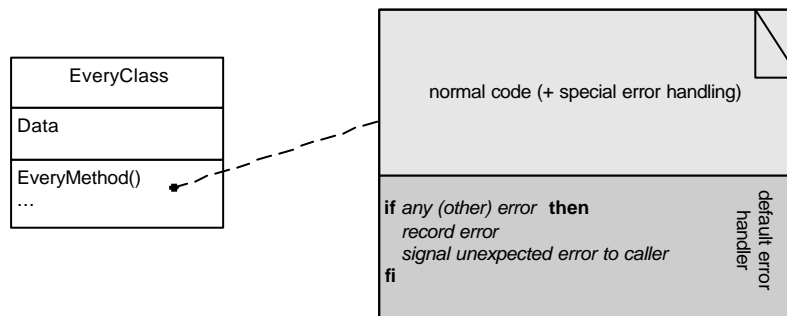 EveryClass
Data
EveryMethod()
...
normal code (+ special error handling)
if any (other) error then
record error
signal unexpected error to caller
fi
default error
handler